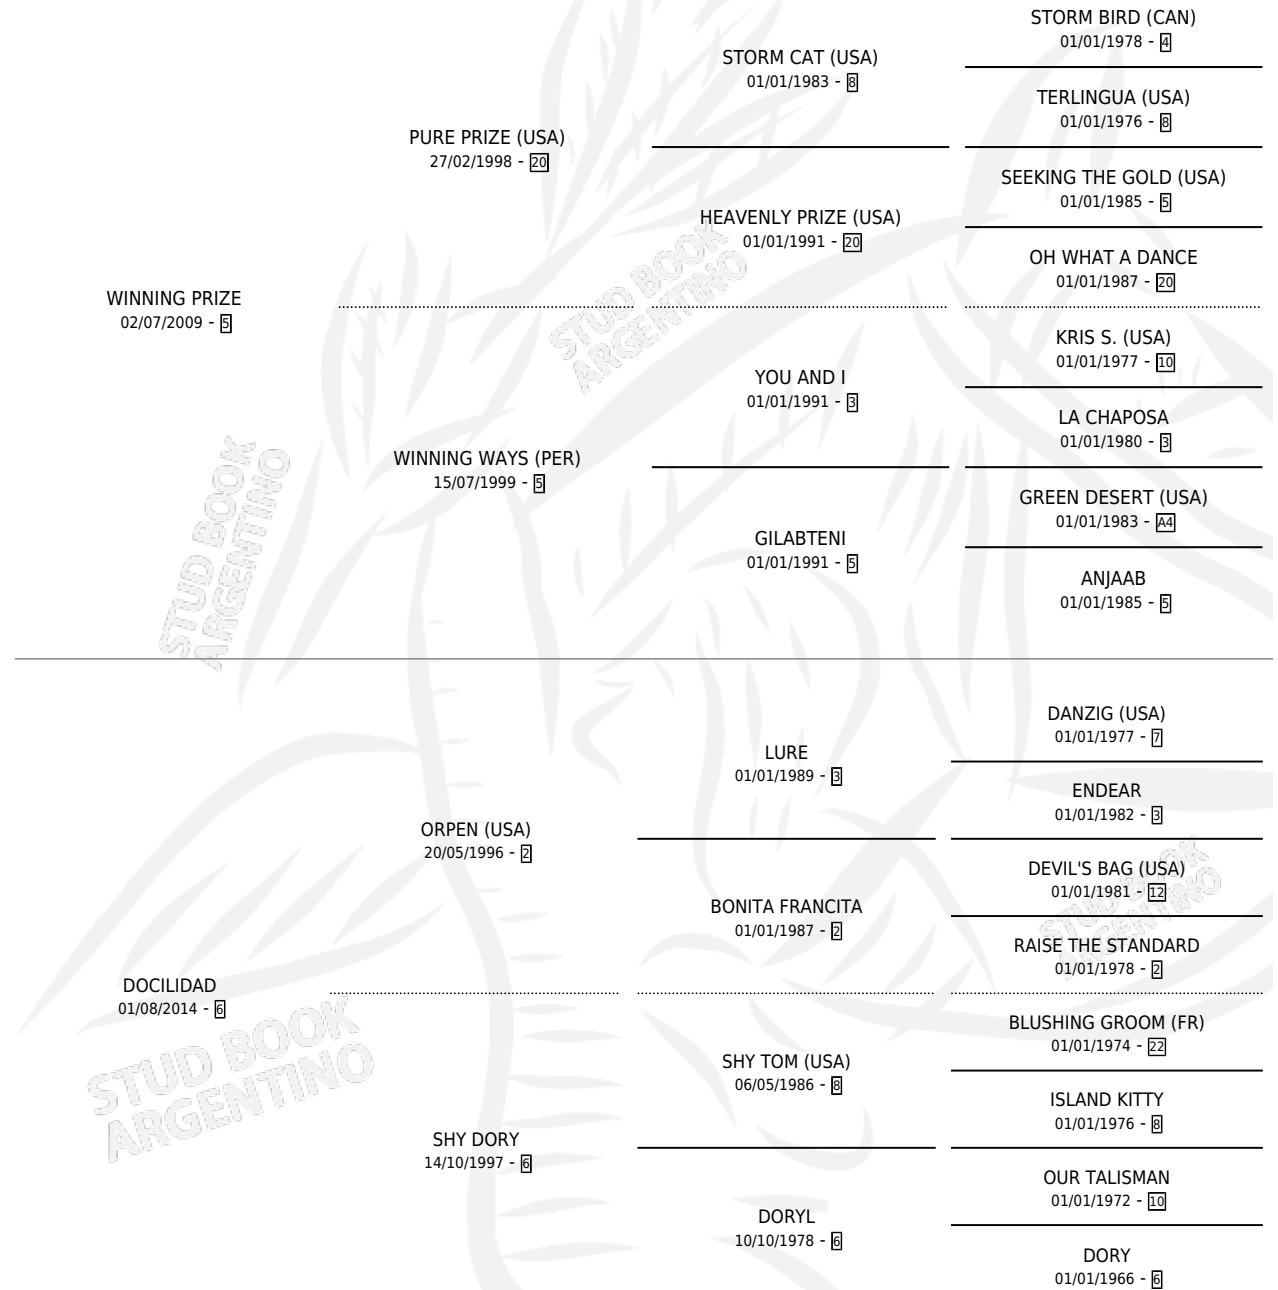 STORM BIRD (CAN)
01/01/1978 - 4
STORM CAT (USA)
01/01/1983 - 8
TERLINGUA (USA)
01/01/1976 - 8
PURE PRIZE (USA)
27/02/1998 - 20
SEEKING THE GOLD (USA)
01/01/1985 - 5
HEAVENLY PRIZE (USA)
01/01/1991 - 20
OH WHAT A DANCE
01/01/1987 - 20
WINNING PRIZE
02/07/2009 - 5
KRIS S. (USA)
01/01/1977 - 10
YOU AND I
01/01/1991 - 3
LA CHAPOSA
01/01/1980 - 3
WINNING WAYS (PER)
15/07/1999 - 5
GREEN DESERT (USA)
01/01/1983 - A4
GILABTENI
01/01/1991 - 5
ANJAAB
01/01/1985 - 5
STUD BOOK
ARGENTINO
STUD BOOK
ARGENTINO
DANZIG (USA)
01/01/1977 - 7
LURE
01/01/1989 - 3
ENDEAR
01/01/1982 - 3
ORPEN (USA)
20/05/1996 - 2
DEVIL'S BAG (USA)
01/01/1981 - 12
BONITA FRANCITA
01/01/1987 - 2
RAISE THE STANDARD
01/01/1978 - 2
DOCILIDAD
01/08/2014 - 6
BLUSHING GROOM (FR)
01/01/1974 - 22
SHY TOM (USA)
06/05/1986 - 8
ISLAND KITTY
01/01/1976 - 8
SHY DORY
14/10/1997 - 6
OUR TALISMAN
01/01/1972 - 10
DORYL
10/10/1978 - 6
DORY
01/01/1966 - 6
STUD BOOK
ARGENTINO
STUD BOOK
ARGENTINO